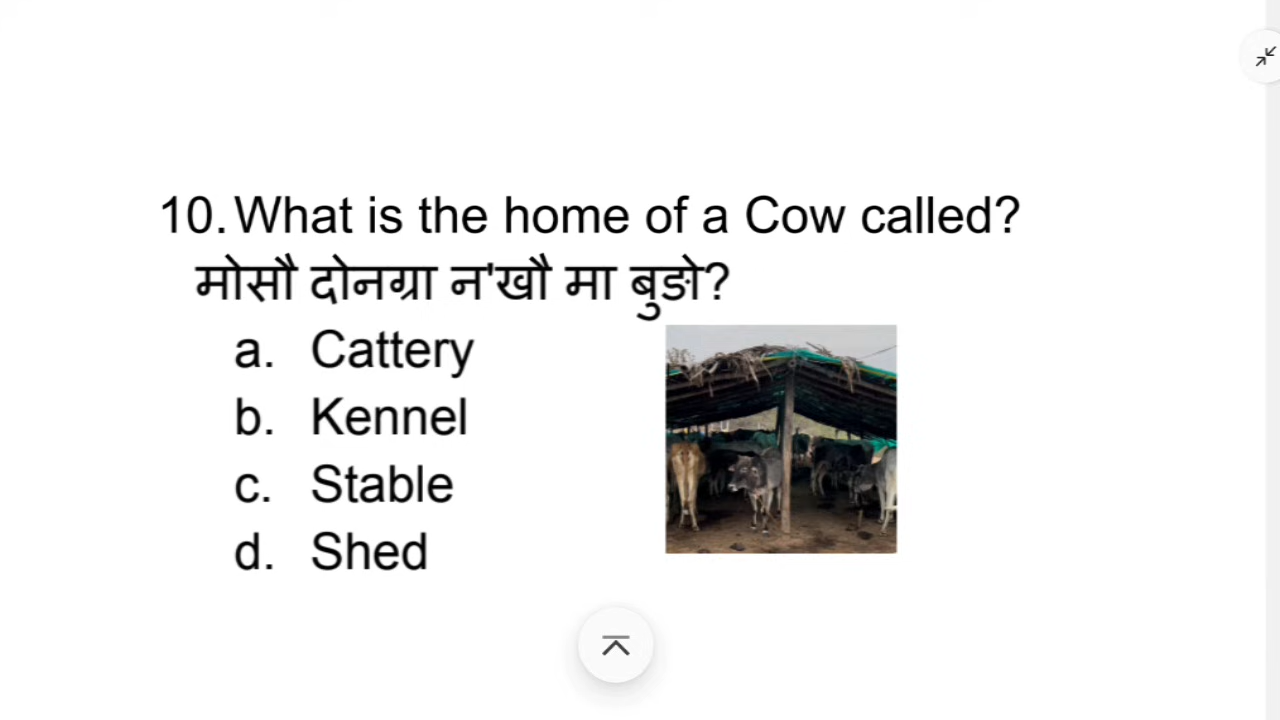 10. What is the home of a Cow called?
मोसौ दोनग्रा न'खौ मा बुङो?
a. Cattery
b. Kennel
c. Stable
d. Shed